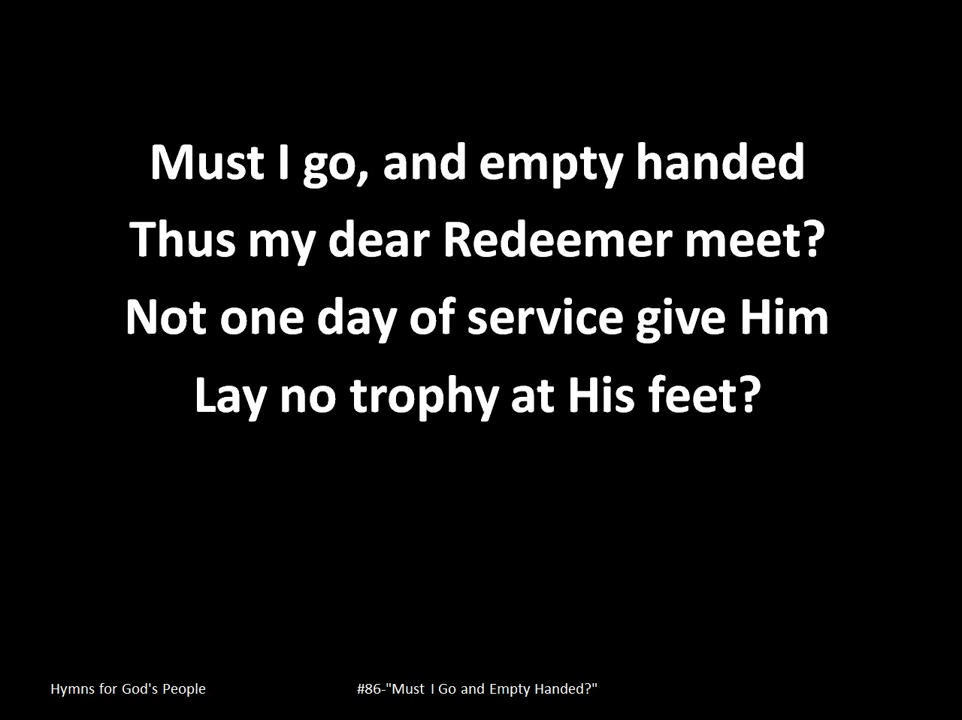 Must I go, and empty handed
Thus my dear Redeemer meet?
Not one day of service give Him
Lay no trophy at His feet?
Hymns for God's People
#86-"Must I Go and Empty Handed?"